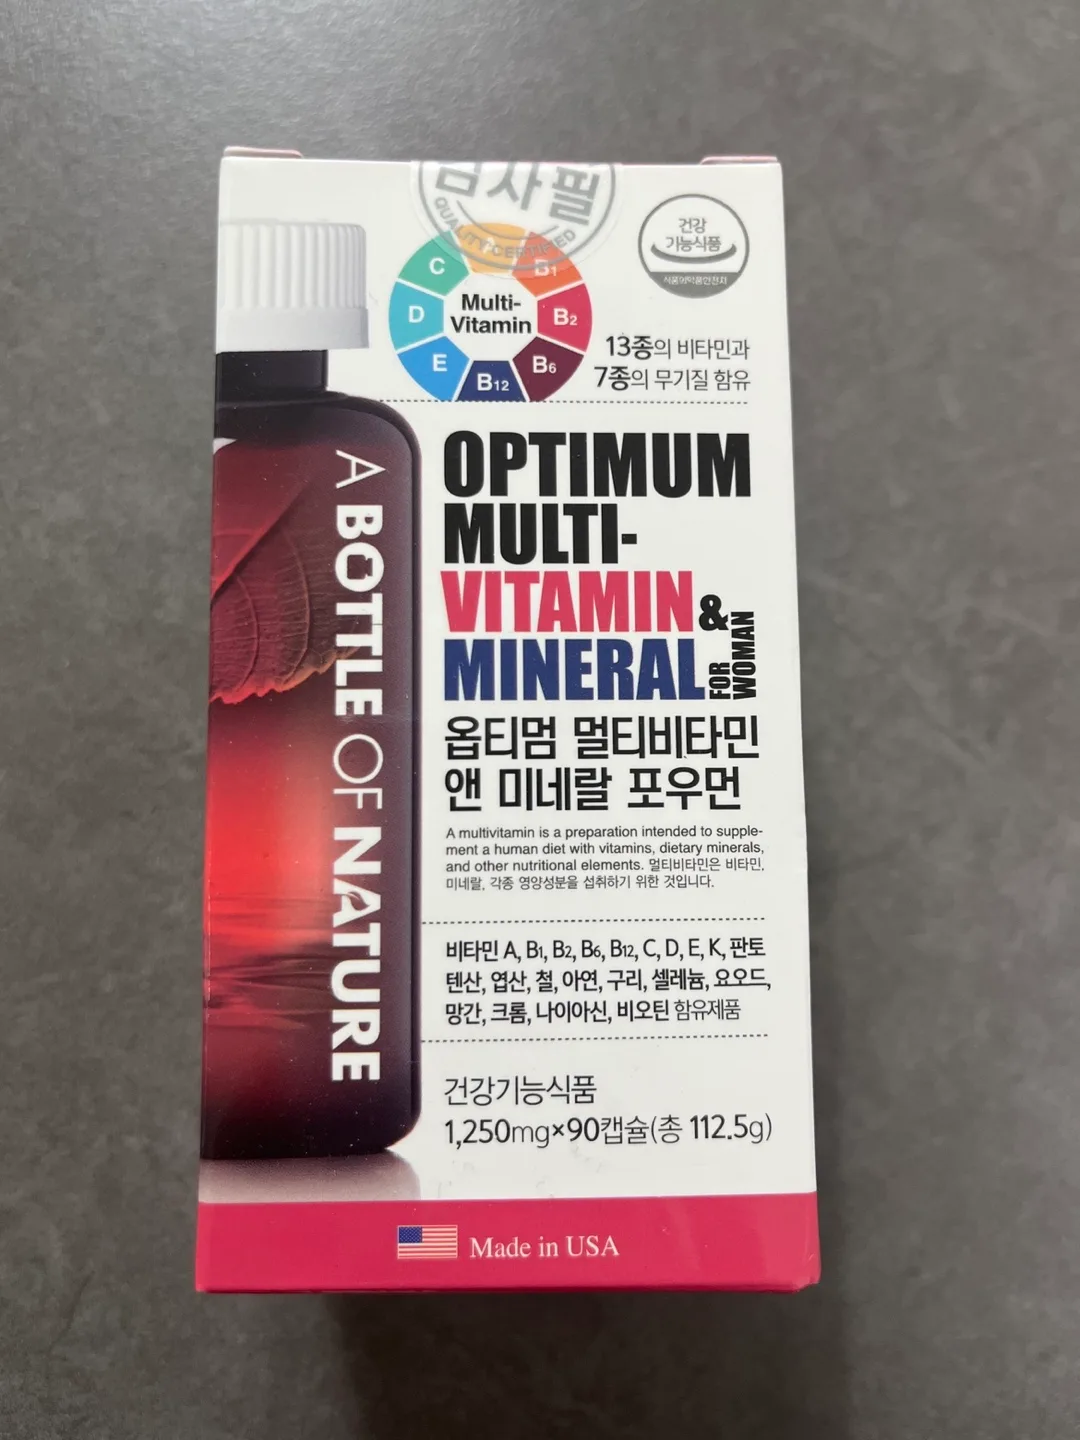 검사필
QUALITY CERTIFIED
건강
기능식품
식품의약품안전처
C
B1
D
Multi-
Vitamin
B2
E
B6
B12
13종의 비타민과
7종의 무기질 함유
A BOTTLE OF NATURE
OPTIMUM
MULTI-
VITAMIN &
MINERAL FOR WOMAN
옵티멈 멀티비타민
앤 미네랄 포우먼
A multivitamin is a preparation intended to supple-
ment a human diet with vitamins, dietary minerals,
and other nutritional elements. 멀티비타민은 비타민,
미네랄, 각종 영양성분을 섭취하기 위한 것입니다.
비타민 A, B1, B2, B6, B12, C, D, E, K, 판토
텐산, 엽산, 철, 아연, 구리, 셀레늄, 요오드,
망간, 크롬, 나이아신, 비오틴 함유제품
건강기능식품
1,250mg×90캡슐(총 112.5g)
Made in USA